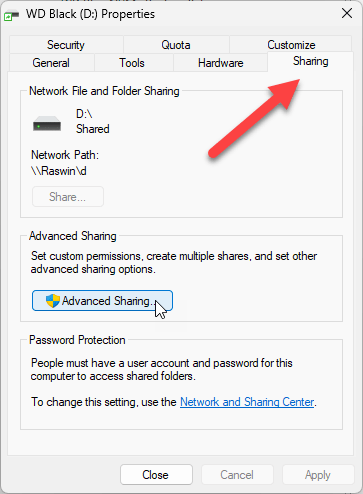 WD Black (D:) Properties
Security Quota Customize
General Tools Hardware Sharing
Network File and Folder Sharing
D:\
Shared
Network Path:
\\Raswin\d
Share...
Advanced Sharing
Set custom permissions, create multiple shares, and set other
advanced sharing options.
Advanced Sharing...
Password Protection
People must have a user account and password for this
computer to access shared folders.
To change this setting, use the Network and Sharing Center.
Close Cancel Apply